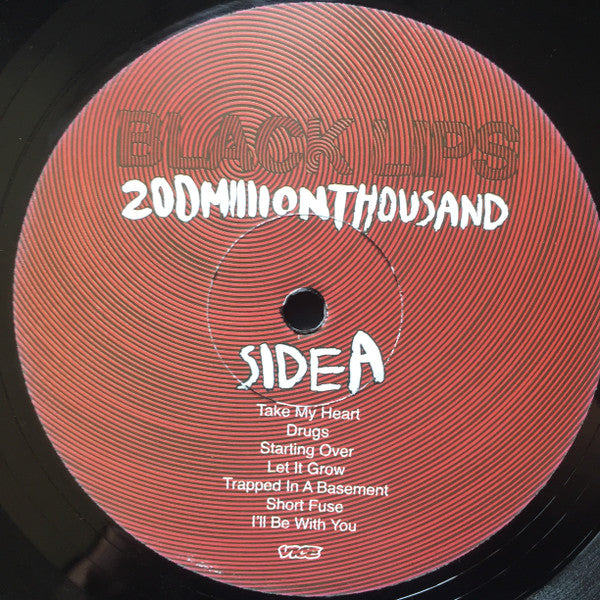 BLACK LIPS
200MIllIONTHOUSAND
SIDEA
Take My Heart
Drugs
Starting Over
Let It Grow
Trapped In A Basement
Short Fuse
I'll Be With You
VICE